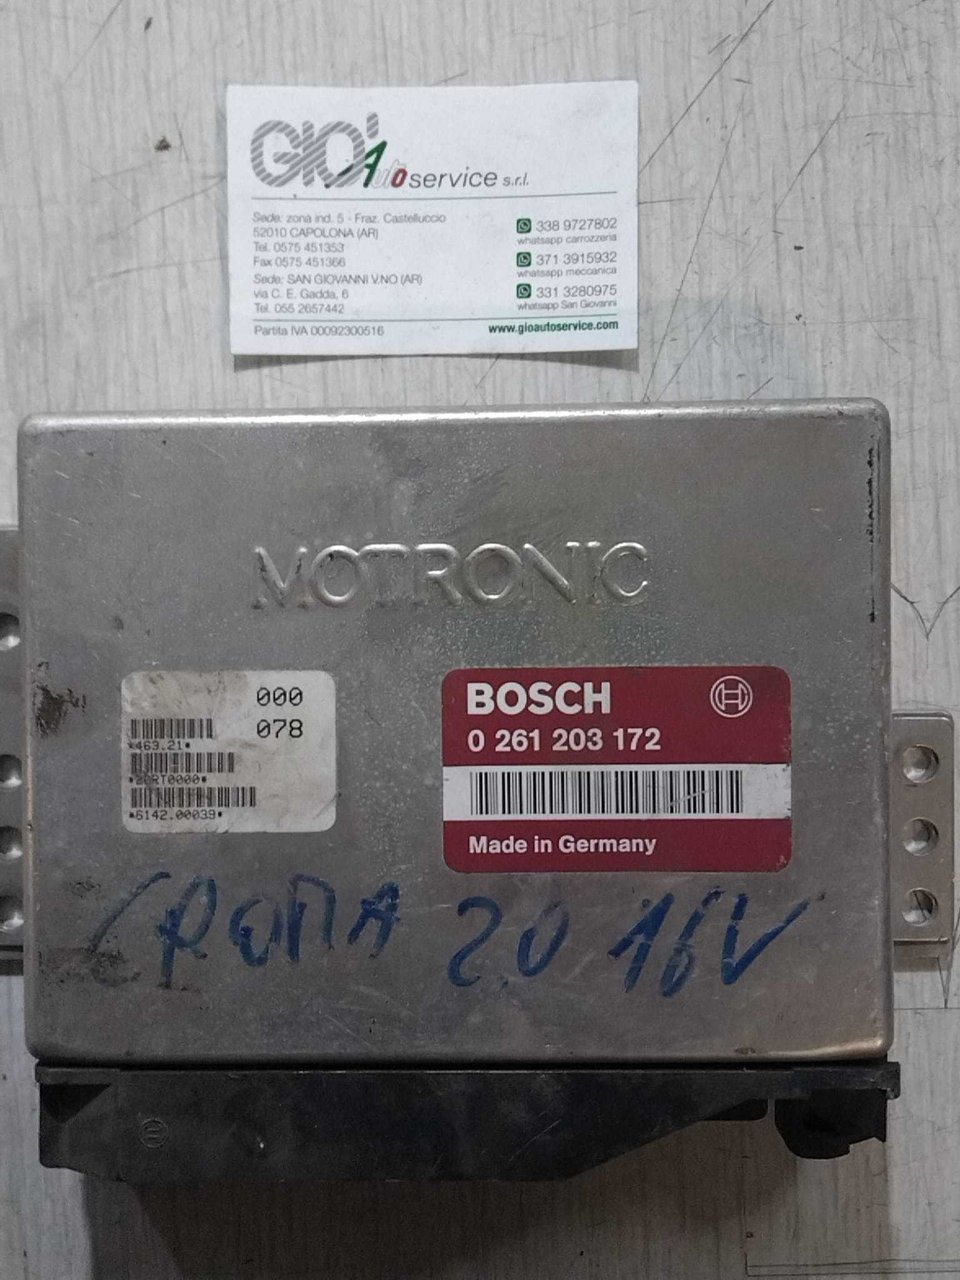 GIO' Auto service s.r.l.
Sede: zona ind. 5 - Fraz. Castelluccio
52010 CAPOLONA (AR)
Tel. 0575 451353
Fax 0575 451366
Sede: SAN GIOVANNI V.NO (AR)
via C. E. Gadda, 6
Tel. 055 2657442
Partita IVA 00092300516
338 9727802
whatsapp carrozzeria
371 3915932
whatsapp meccanica
331 3280975
whatsapp San Giovanni
www.gioautoservice.com
MOTRONIC
000
078
*463.21*
*6142.00039*
BOSCH
0 261 203 172
Made in Germany
CROMA 2.0 16V